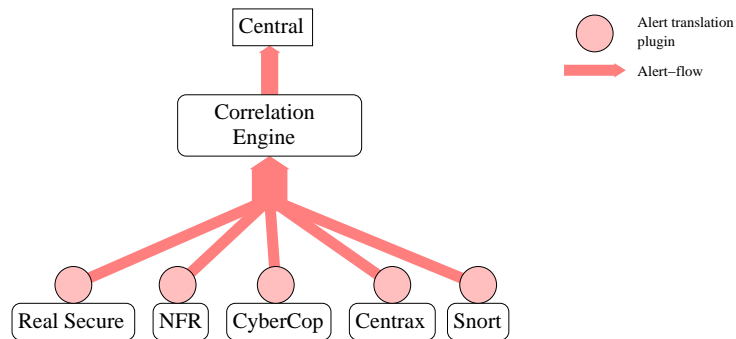 Central
Alert translation
plugin
Alert–flow
Correlation
Engine
Real Secure
NFR
CyberCop
Centrax
Snort